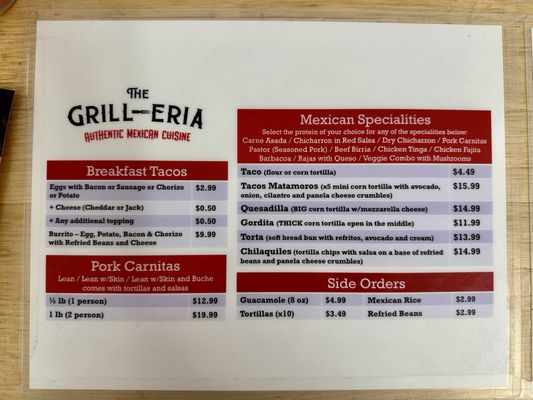 THE
GRILL-ERIA
AUTHENTIC MEXICAN CUISINE
Breakfast Tacos
Eggs with Bacon or Sausage or Chorizo or Potato $2.99
+ Cheese (Cheddar or Jack) $0.50
+ Any additional topping $0.50
Burrito – Egg, Potato, Bacon & Chorizo with Refried Beans and Cheese $9.99
Pork Carnitas
Lean / Lean w/Skin / Lean w/Skin and Buche
comes with tortillas and salsas
½ lb (1 person) $12.99
1 lb (2 person) $19.99
Mexican Specialities
Select the protein of your choice for any of the specialities below:
Carne Asada / Chicharron in Red Salsa / Dry Chicharron / Pork Carnitas
Pastor (Seasoned Pork) / Beef Birria / Chicken Tinga / Chicken Fajita
Barbacoa / Rajas with Queso / Veggie Combo with Mushrooms
Taco (flour or corn tortilla) $4.49
Tacos Matamoros (x5 mini corn tortilla with avocado, $15.99
onion, cilantro and panela cheese crumbles)
Quesadilla (BIG corn tortilla w/mozzarella cheese) $14.99
Gordita (THICK corn tortilla open in the middle) $11.99
Torta (soft bread bun with refritos, avocado and cream) $13.99
Chilaquiles (tortilla chips with salsa on a base of refried $14.99
beans and panela cheese crumbles)
Side Orders
Guacamole (8 oz) $4.99 Mexican Rice $2.99
Tortillas (x10) $3.49 Refried Beans $2.99